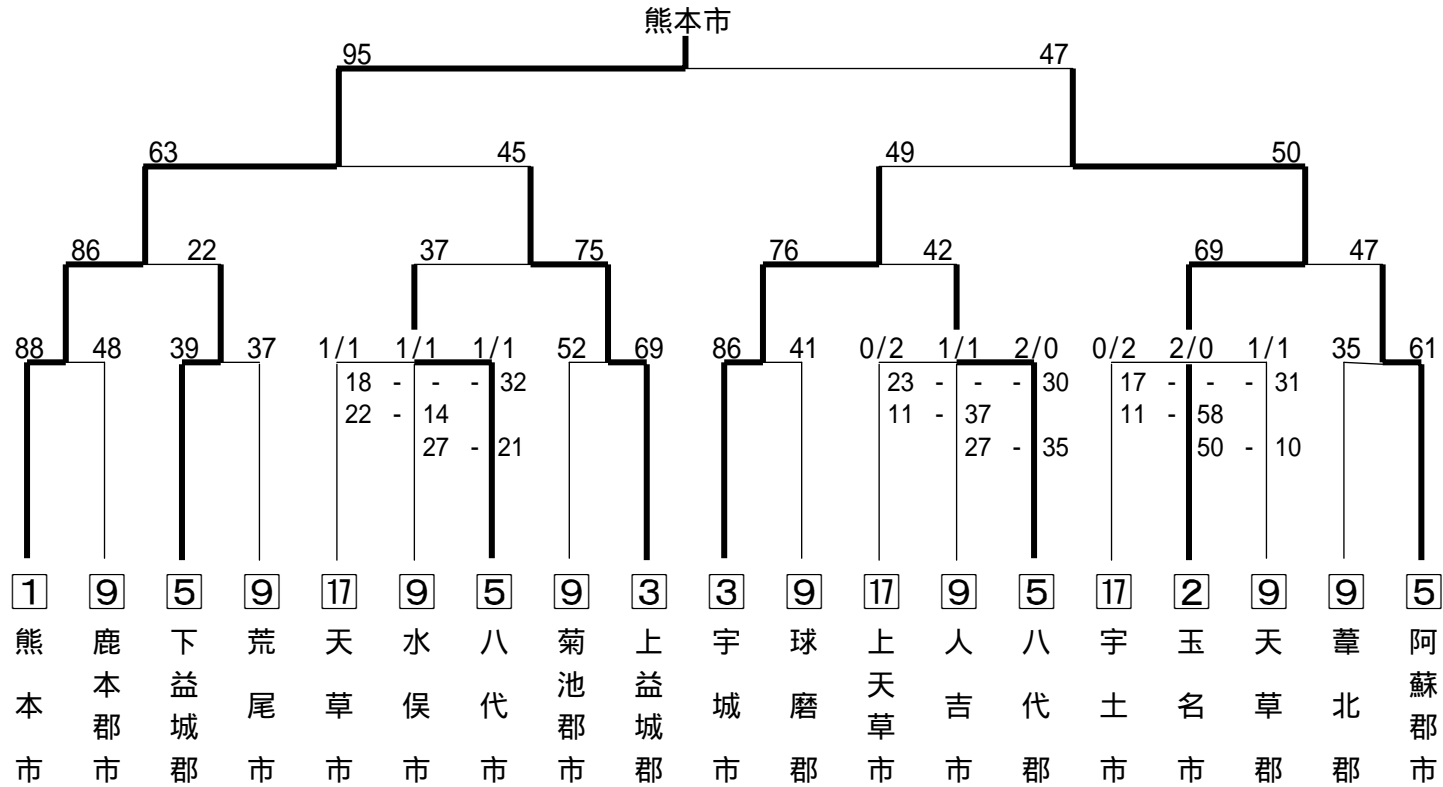 熊本市
95 47
63 45 49 50
86 22 37 75 76 42 69 47
88 48 39 37 1/1 1/1 1/1 52 69 86 41 0/2 1/1 2/0 0/2 2/0 1/1 35 61
18 - - - 32 23 - - - 30 17 - - - 31
22 - 14 11 - 37 11 - 58
27 - 21 27 - 35 50 - 10
1 9 5 9 17 9 5 9 3 3 9 17 9 5 17 2 9 9 5
熊本市
鹿本郡市
下益城郡
荒尾市
天草市
水俣市
八代市
菊池郡市
上益城郡
宇城市
球磨郡
上天草市
人吉市
八代郡
宇土市
玉名市
天草郡
葦北郡
阿蘇郡市